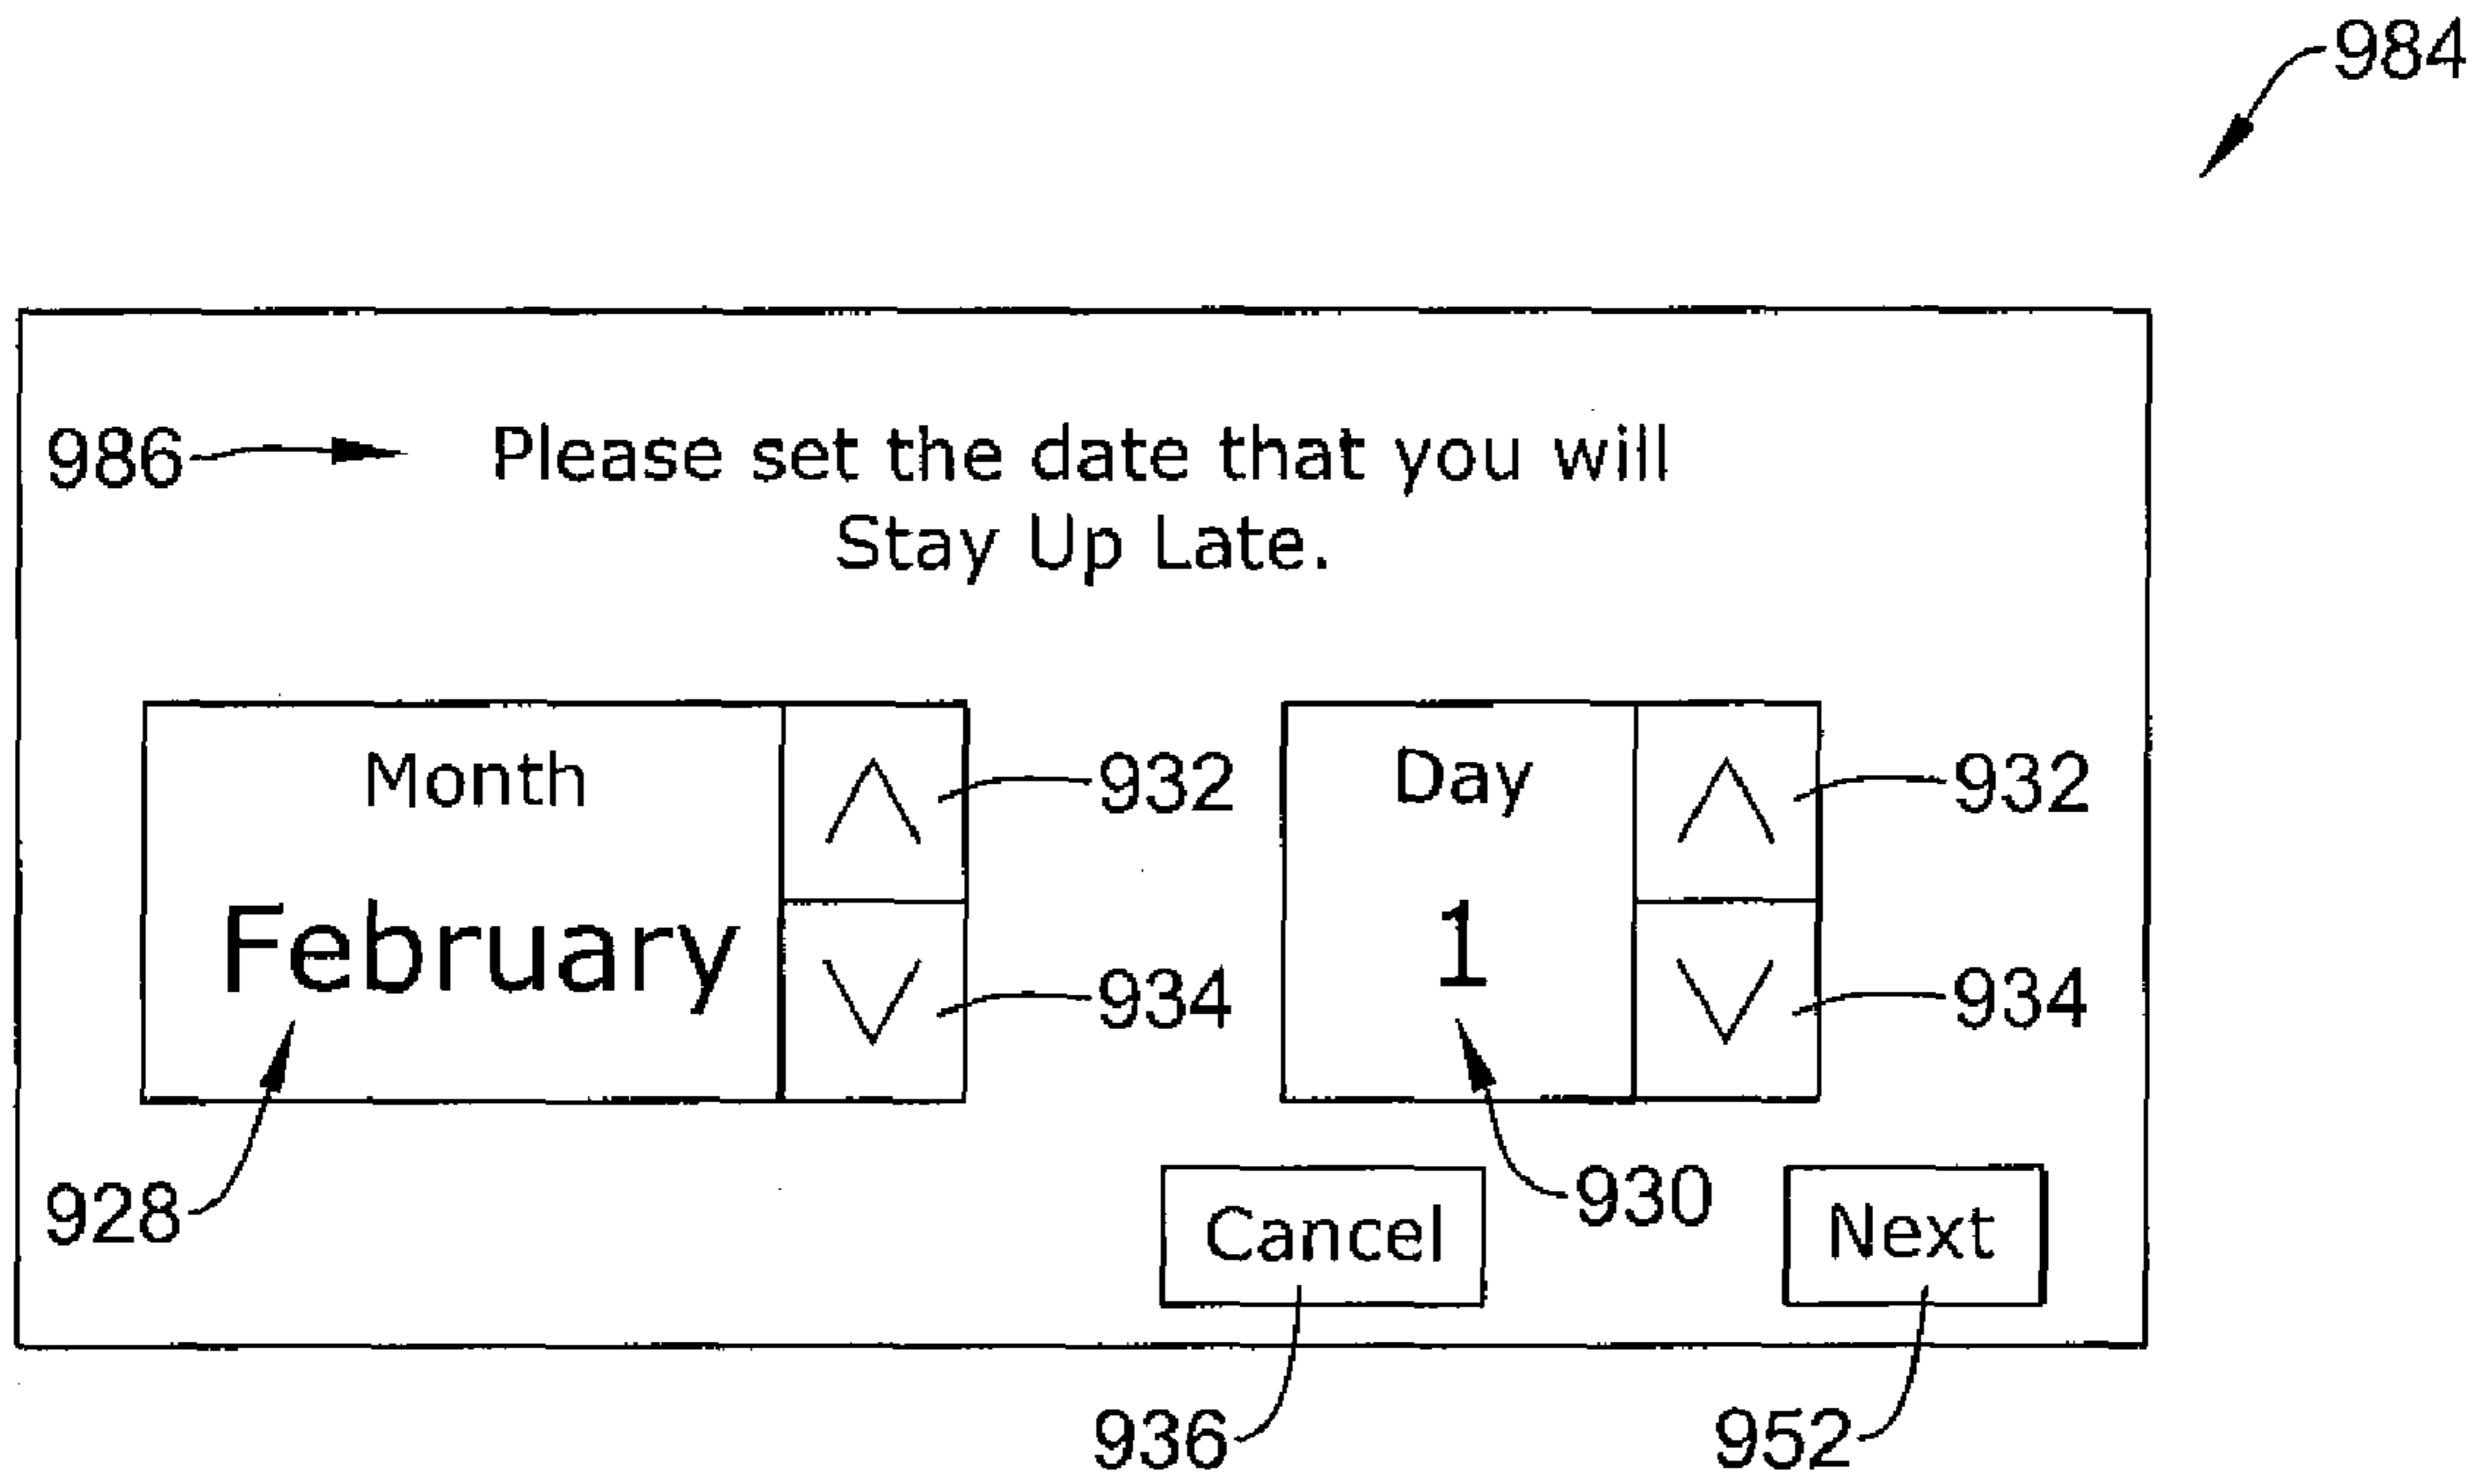 984
986 Please set the date that you will
Stay Up Late.
Month 932 Day 932
February 934 1 934
928 930
Cancel Next
936 952